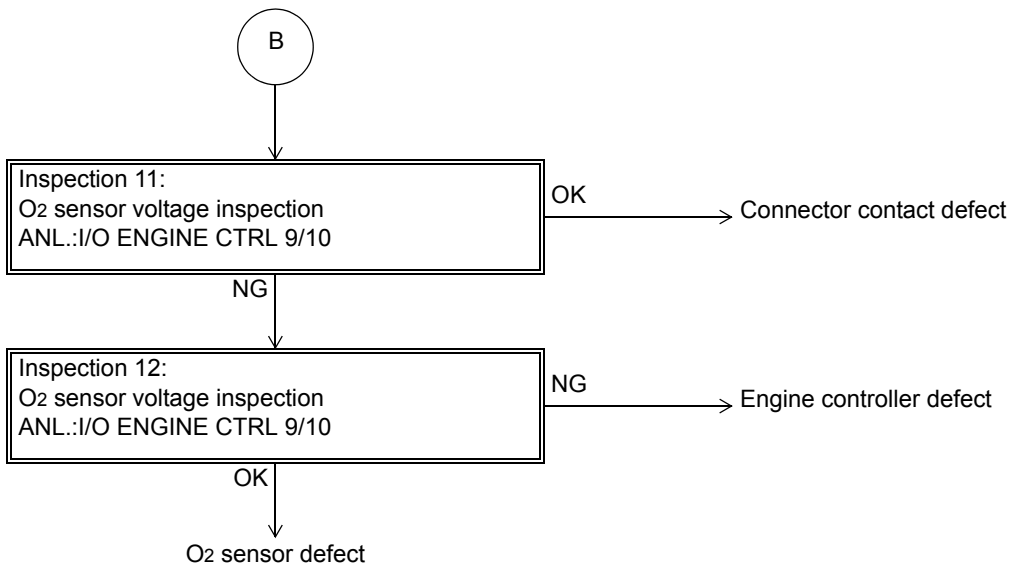 B
Inspection 11:
O2 sensor voltage inspection
ANL.:I/O ENGINE CTRL 9/10
OK
Connector contact defect
NG
Inspection 12:
O2 sensor voltage inspection
ANL.:I/O ENGINE CTRL 9/10
NG
Engine controller defect
OK
O2 sensor defect